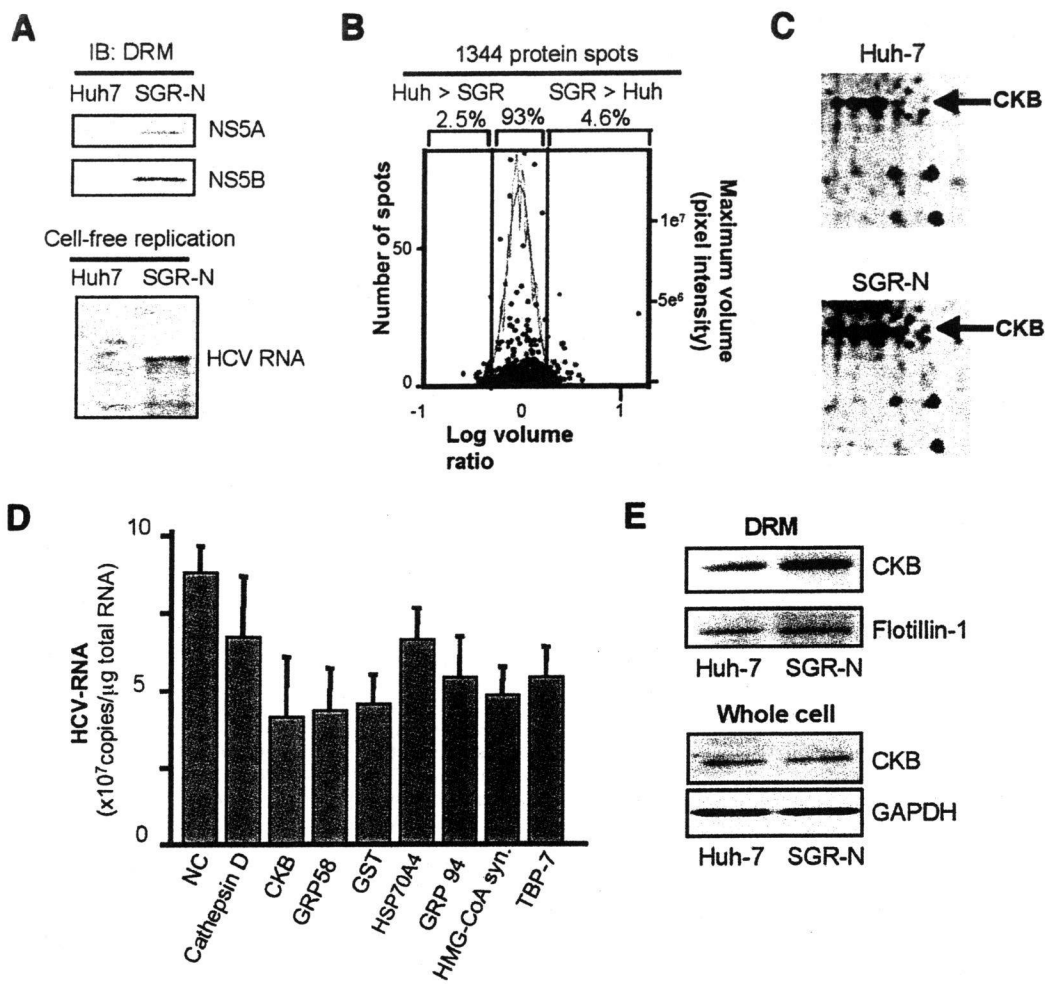 A
IB: DRM
Huh7 SGR-N
NS5A
NS5B
Cell-free replication
Huh7 SGR-N
HCV RNA
B
1344 protein spots
Huh > SGR SGR > Huh
2.5% 93% 4.6%
Number of spots
50
0
Maximum volume
(pixel intensity)
1e7
5e6
-1 0 1
Log volume
ratio
C
Huh-7
CKB
SGR-N
CKB
D
HCV-RNA
(x10⁷copies/µg total RNA)
10
5
0
NC
Cathepsin D
CKB
GRP58
GST
HSP70A4
GRP 94
HMG-CoA syn.
TBP-7
E
DRM
CKB
Flotillin-1
Huh-7 SGR-N
Whole cell
CKB
GAPDH
Huh-7 SGR-N